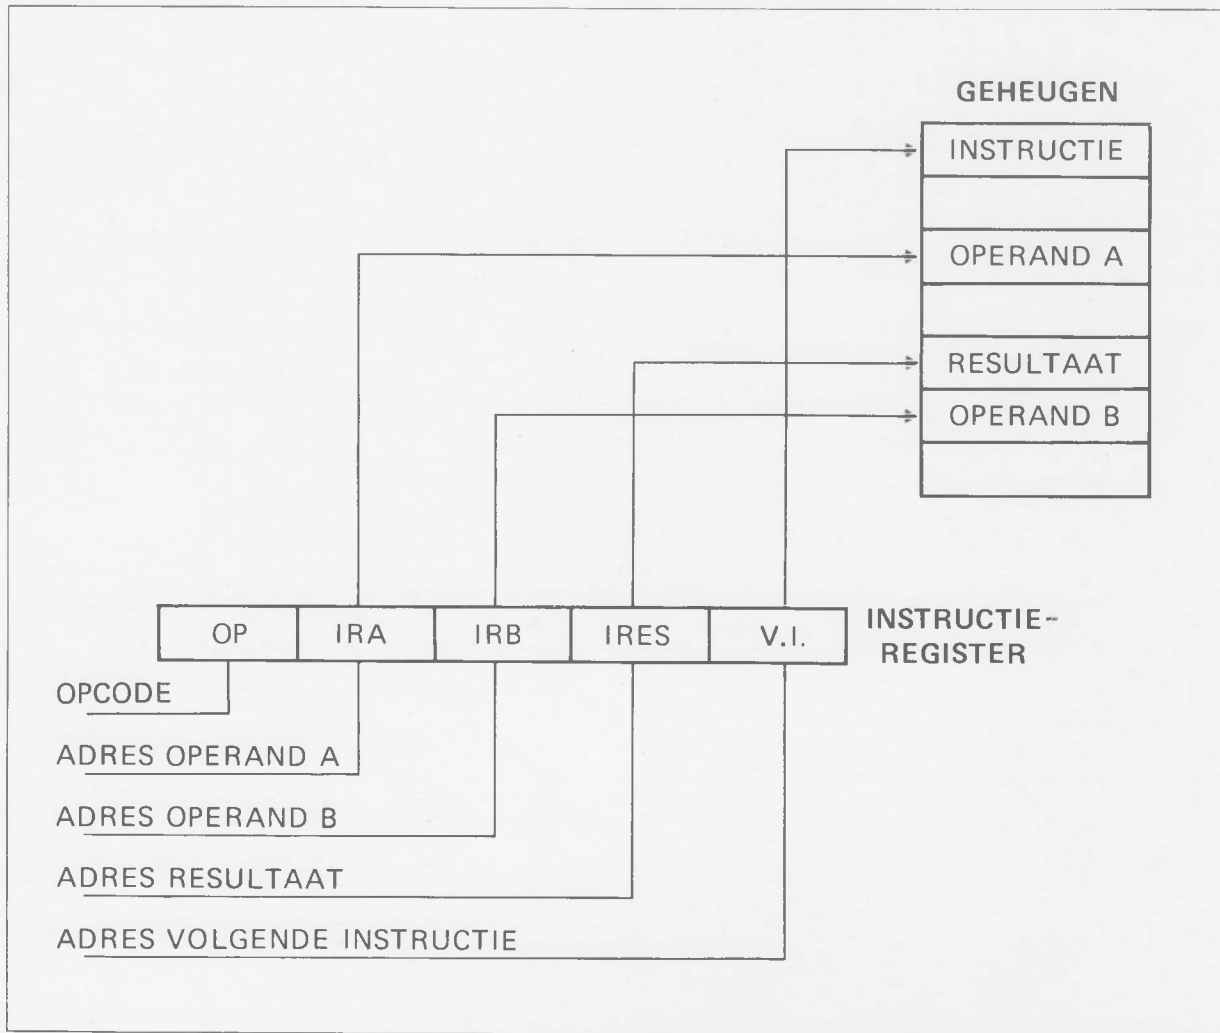 GEHEUGEN
INSTRUCTIE
OPERAND A
RESULTAAT
OPERAND B
OP IRA IRB IRES V.I.
INSTRUCTIE-
REGISTER
OPCODE
ADRES OPERAND A
ADRES OPERAND B
ADRES RESULTAAT
ADRES VOLGENDE INSTRUCTIE